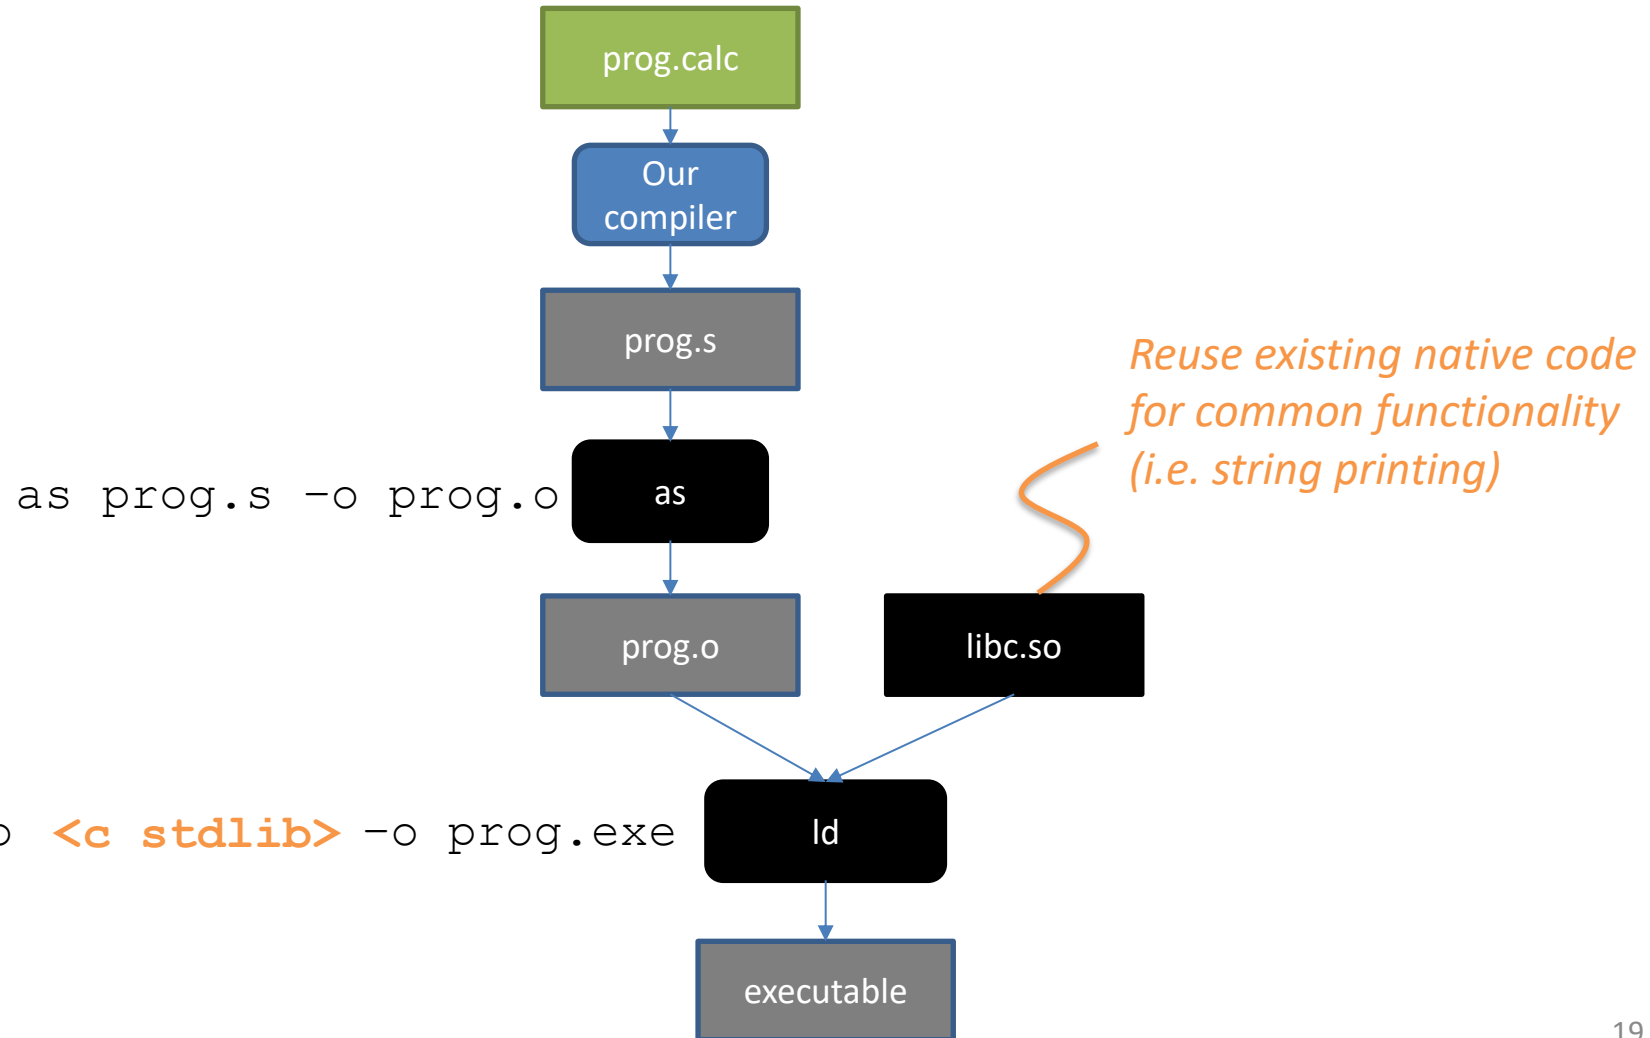 prog.calc
Our
compiler
prog.s
Reuse existing native code
for common functionality
(i.e. string printing)
as prog.s –o prog.o
as
prog.o
libc.so
<c stdlib> –o prog.exe
ld
executable
19